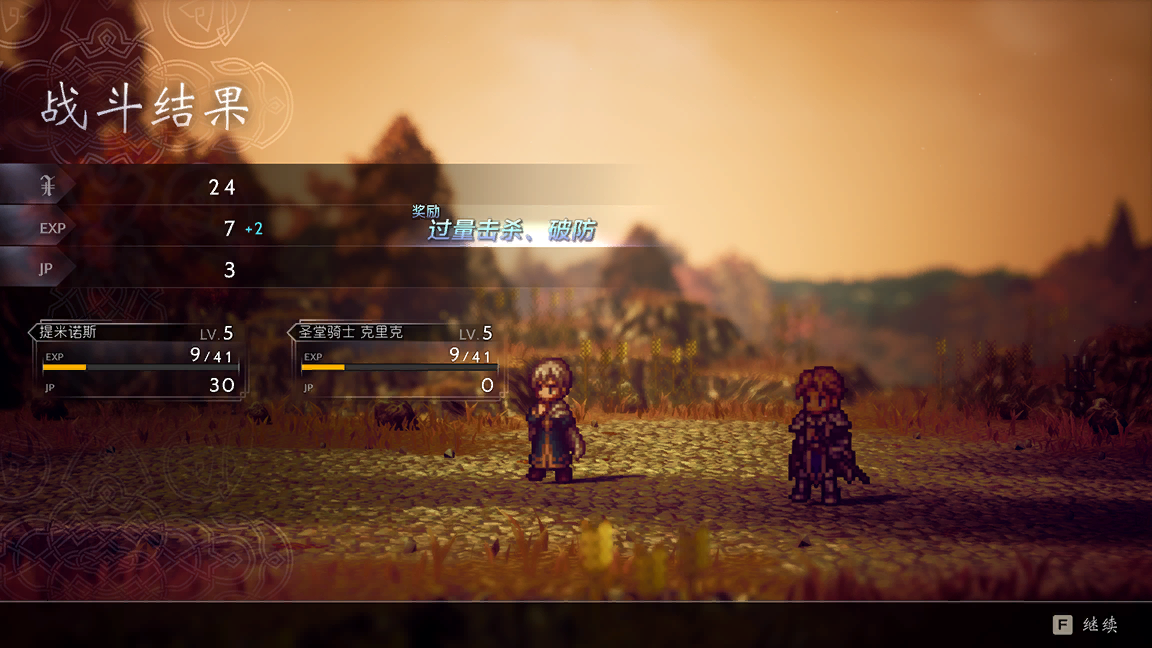 战斗结果
24
EXP 7 +2
奖励
过量击杀、破防
JP 3
提米诺斯 LV.5
EXP 9/41
JP 30
圣堂骑士 克里克 LV.5
EXP 9/41
JP 0
F 继续